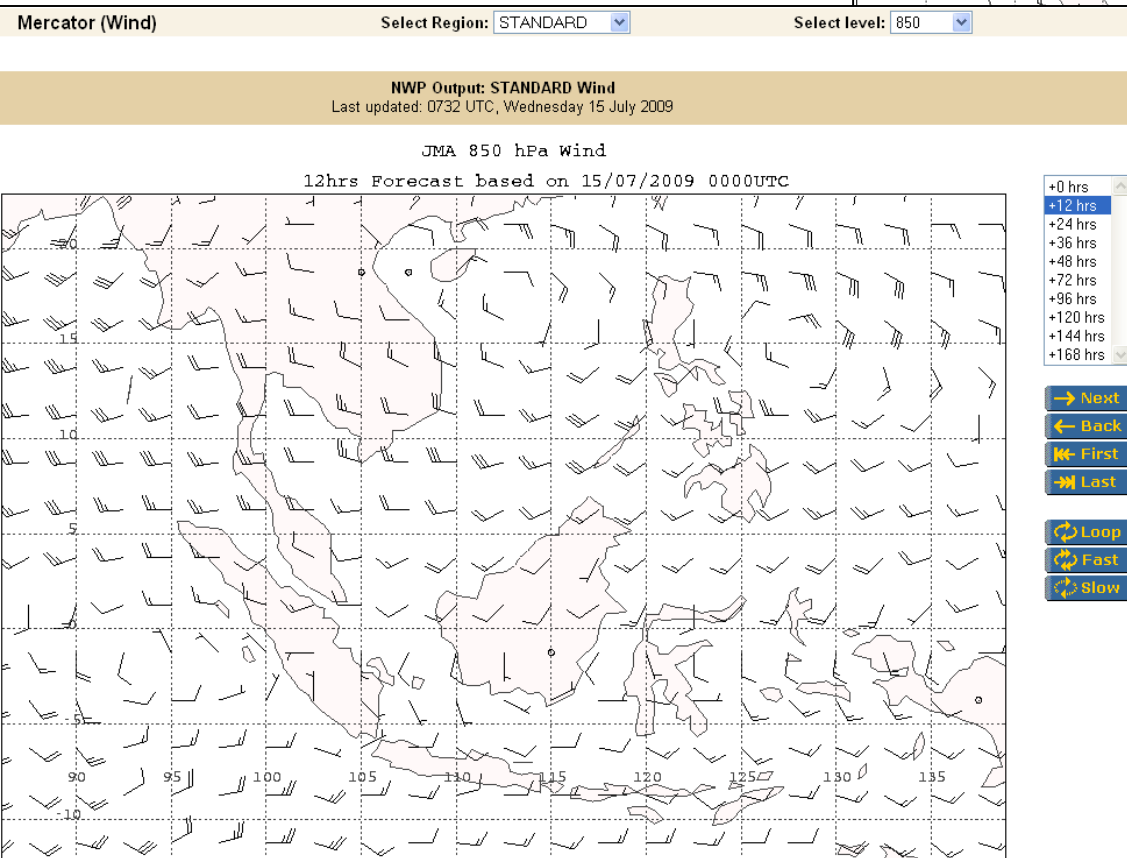 Mercator (Wind) Select Region: STANDARD Select level: 850
NWP Output: STANDARD Wind
Last updated: 0732 UTC, Wednesday 15 July 2009
JMA 850 hPa Wind
12hrs Forecast based on 15/07/2009 0000UTC
+0 hrs
+12 hrs
+24 hrs
+36 hrs
+48 hrs
+72 hrs
+96 hrs
+120 hrs
+144 hrs
+168 hrs
Next
Back
First
Last
Loop
Fast
Slow
20
15
10
5
0
-5
90 95 100 105 110 115 120 125 130 135
-10